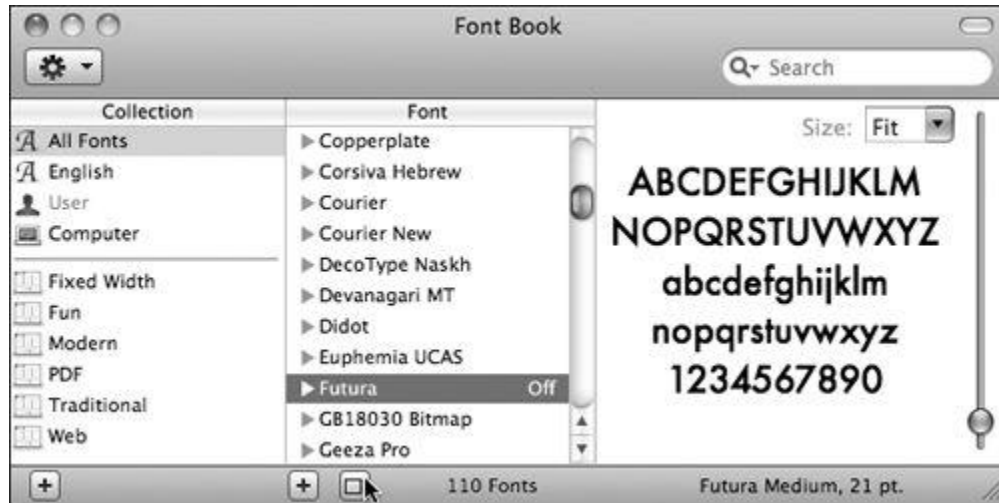 Font Book
Search
Collection
All Fonts
English
User
Computer
Fixed Width
Fun
Modern
PDF
Traditional
Web
Font
Copperplate
Corsiva Hebrew
Courier
Courier New
DecoType Naskh
Devanagari MT
Didot
Euphemia UCAS
Futura Off
GB18030 Bitmap
Geeza Pro
Size: Fit
ABCDEFGHIJKLM
NOPQRSTUVWXYZ
abcdefghijklm
nopqrstuvwxyz
1234567890
110 Fonts
Futura Medium, 21 pt.